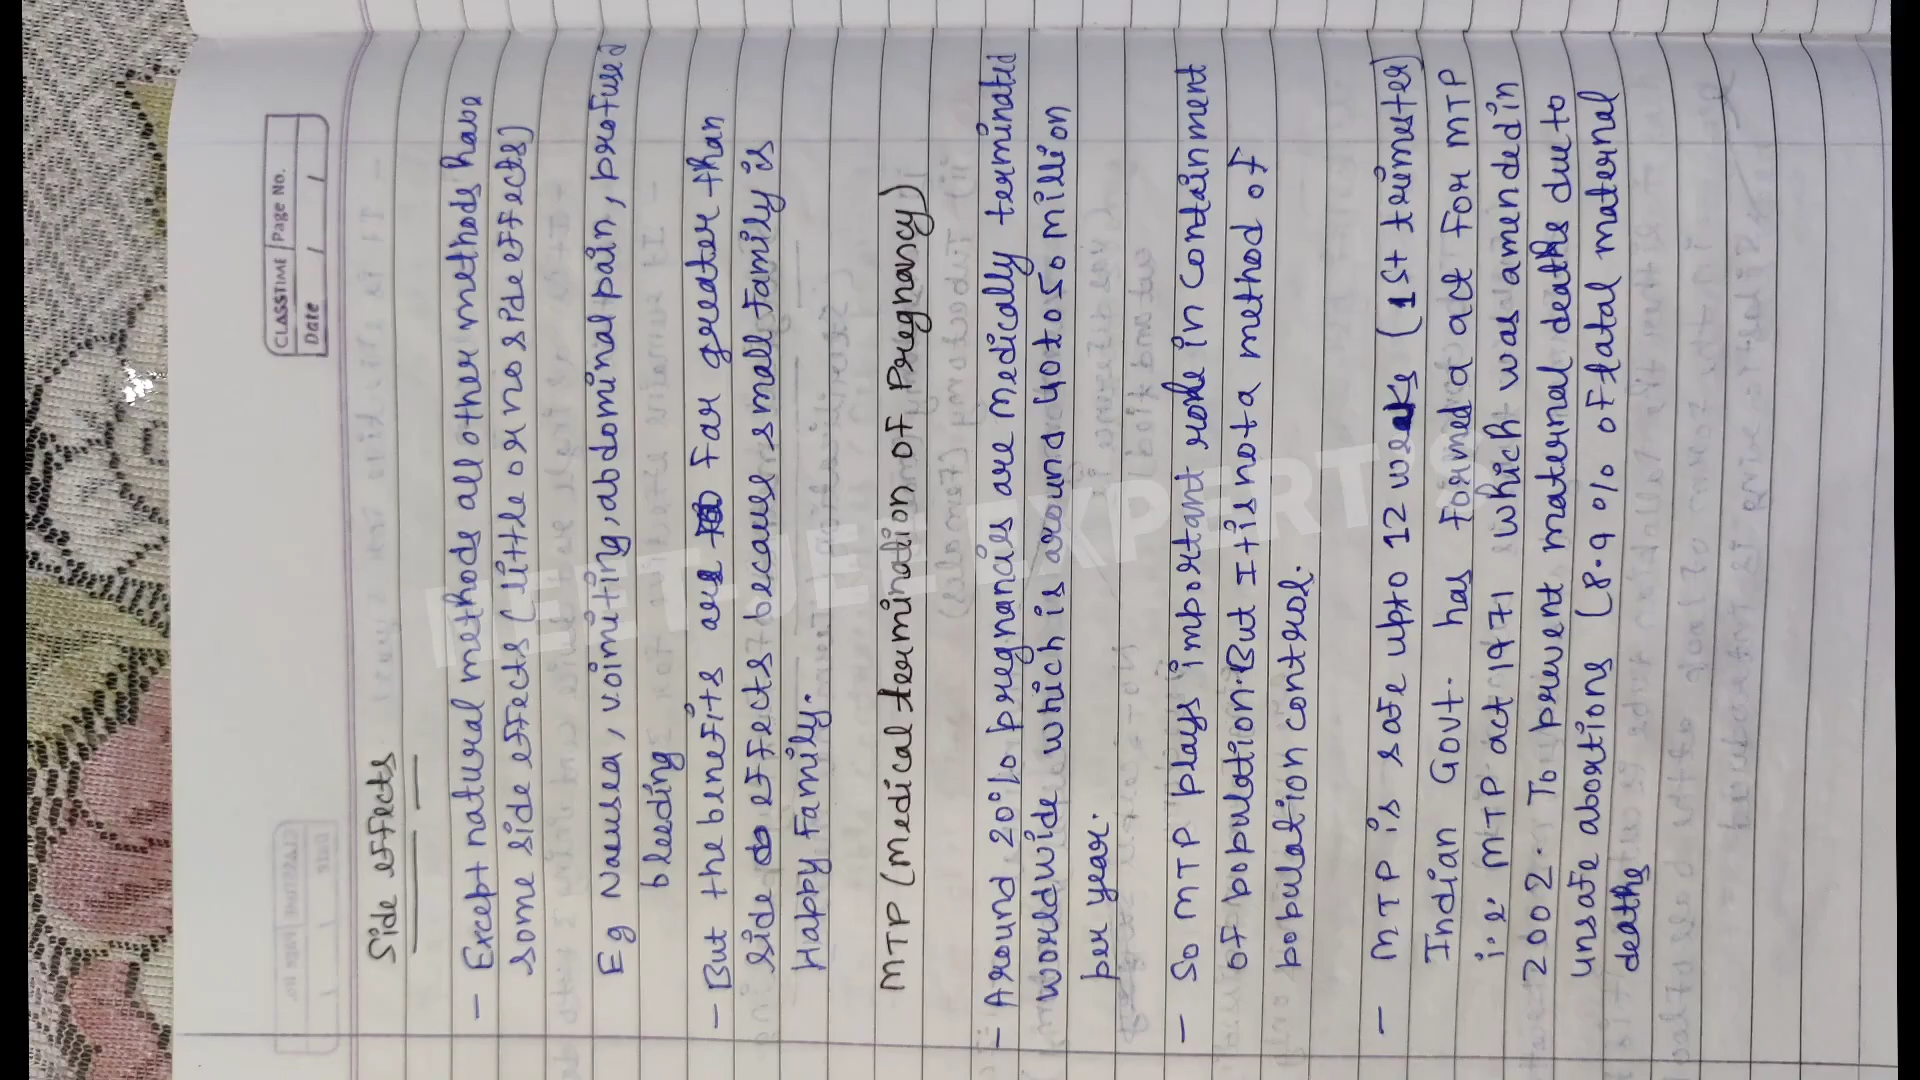 CLASSTIME Page No.
Date / /
Side effects
- Except natural methods all other methods have
some side effects (little or no side effects)
Eg Nausea, voimiting, abdominal pain, profused
bleeding
- But the benefits are far greater than
side effects because small family is
Happy Family.
MTP (Medical termination of Pregnancy)
- Around 20% pregnancies are Medically terminated
worldwide which is around 40 to 50 million
per year.
- So MTP plays important role in containment
of population. But It is not a method of
population control.
- MTP is safe upto 12 weeks (1st trimester)
Indian Govt. has formed a act for MTP
i.e. MTP act 1971 which was amended in
2002. To prevent maternal deaths due to
unsafe abortions (8.9% of total maternal
deaths
NEET-JEE EXPERT'S